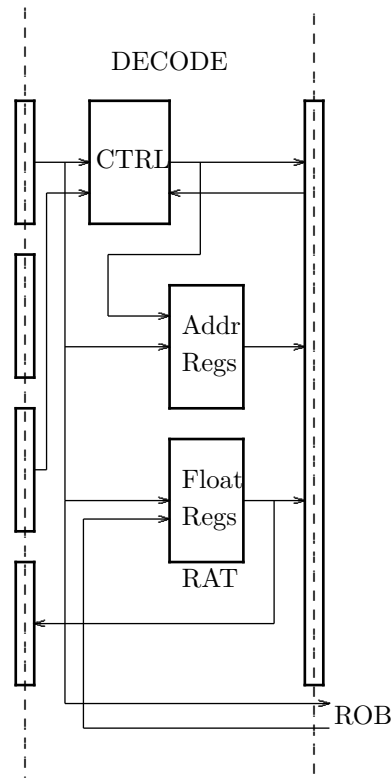 DECODE
CTRL
Addr
Regs
Float
Regs
RAT
ROB